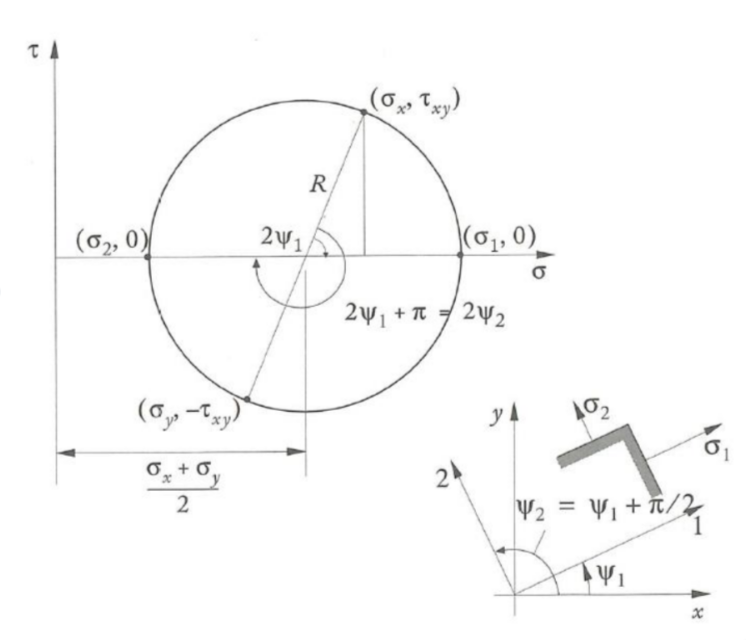 τ
(σx, τxy)
R
(σ2, 0)
2ψ1
(σ1, 0)
σ
2ψ1 + π = 2ψ2
(σy, −τxy)
σx + σy
2
y
σ2
σ1
2
ψ2 = ψ1 + π/2
1
ψ1
x